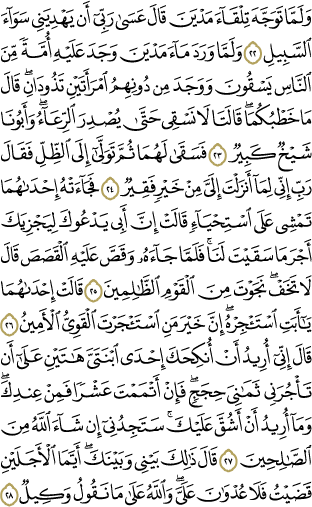 وَلَمَّا تَوَجَّهَ تِلْقَآءَ مَدْيَنَ قَالَ عَسَىٰ رَبِّىٓ أَن يَهْدِيَنِى سَوَآءَ
ٱلسَّبِيلِ ٢٢ وَلَمَّا وَرَدَ مَآءَ مَدْيَنَ وَجَدَ عَلَيْهِ أُمَّةً مِّنَ
ٱلنَّاسِ يَسْقُونَ وَوَجَدَ مِن دُونِهِمُ ٱمْرَأَتَيْنِ تَذُودَانِ ۖ قَالَ
مَا خَطْبُكُمَا ۖ قَالَتَا لَا نَسْقِى حَتَّىٰ يُصْدِرَ ٱلرِّعَآءُ ۖ وَأَبُونَا
شَيْخٌ كَبِيرٌ ٢٣ فَسَقَىٰ لَهُمَا ثُمَّ تَوَلَّىٰٓ إِلَى ٱلظِّلِّ فَقَالَ
رَبِّ إِنِّى لِمَآ أَنزَلْتَ إِلَىَّ مِنْ خَيْرٍ فَقِيرٌ ٢٤ فَجَآءَتْهُ إِحْدَىٰهُمَا
تَمْشِى عَلَى ٱسْتِحْيَآءٍ قَالَتْ إِنَّ أَبِى يَدْعُوكَ لِيَجْزِيَكَ
أَجْرَ مَا سَقَيْتَ لَنَا ۚ فَلَمَّا جَآءَهُۥ وَقَصَّ عَلَيْهِ ٱلْقَصَصَ قَالَ
لَا تَخَفْ ۖ نَجَوْتَ مِنَ ٱلْقَوْمِ ٱلظَّٰلِمِينَ ٢٥ قَالَتْ إِحْدَىٰهُمَا
يَٰٓأَبَتِ ٱسْتَـْٔجِرْهُ ۖ إِنَّ خَيْرَ مَنِ ٱسْتَـْٔجَرْتَ ٱلْقَوِىُّ ٱلْأَمِينُ ٢٦
قَالَ إِنِّىٓ أُرِيدُ أَنْ أُنكِحَكَ إِحْدَى ٱبْنَتَىَّ هَٰتَيْنِ عَلَىٰٓ أَن
تَأْجُرَنِى ثَمَٰنِىَ حِجَجٍ ۖ فَإِنْ أَتْمَمْتَ عَشْرًا فَمِنْ عِندِكَ ۖ
وَمَآ أُرِيدُ أَنْ أَشُقَّ عَلَيْكَ ۚ سَتَجِدُنِىٓ إِن شَآءَ ٱللَّهُ مِنَ
ٱلصَّٰلِحِينَ ٢٧ قَالَ ذَٰلِكَ بَيْنِى وَبَيْنَكَ ۖ أَيَّمَا ٱلْأَجَلَيْنِ
قَضَيْتُ فَلَا عُدْوَٰنَ عَلَىَّ ۖ وَٱللَّهُ عَلَىٰ مَا نَقُولُ وَكِيلٌ ٢٨